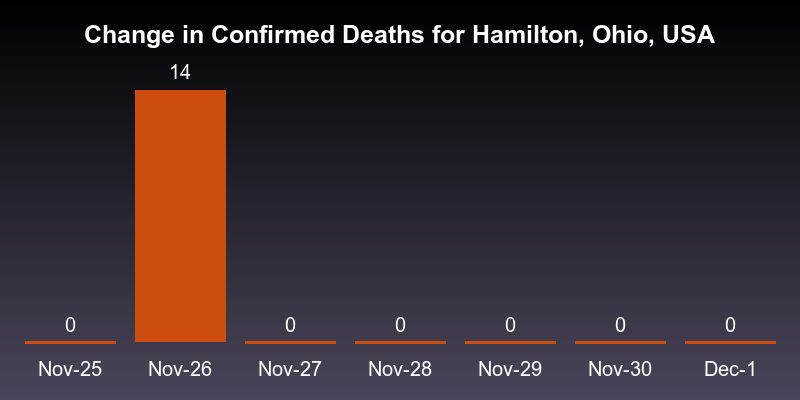 Change in Confirmed Deaths for Hamilton, Ohio, USA
14
0 0 0 0 0 0
Nov-25 Nov-26 Nov-27 Nov-28 Nov-29 Nov-30 Dec-1